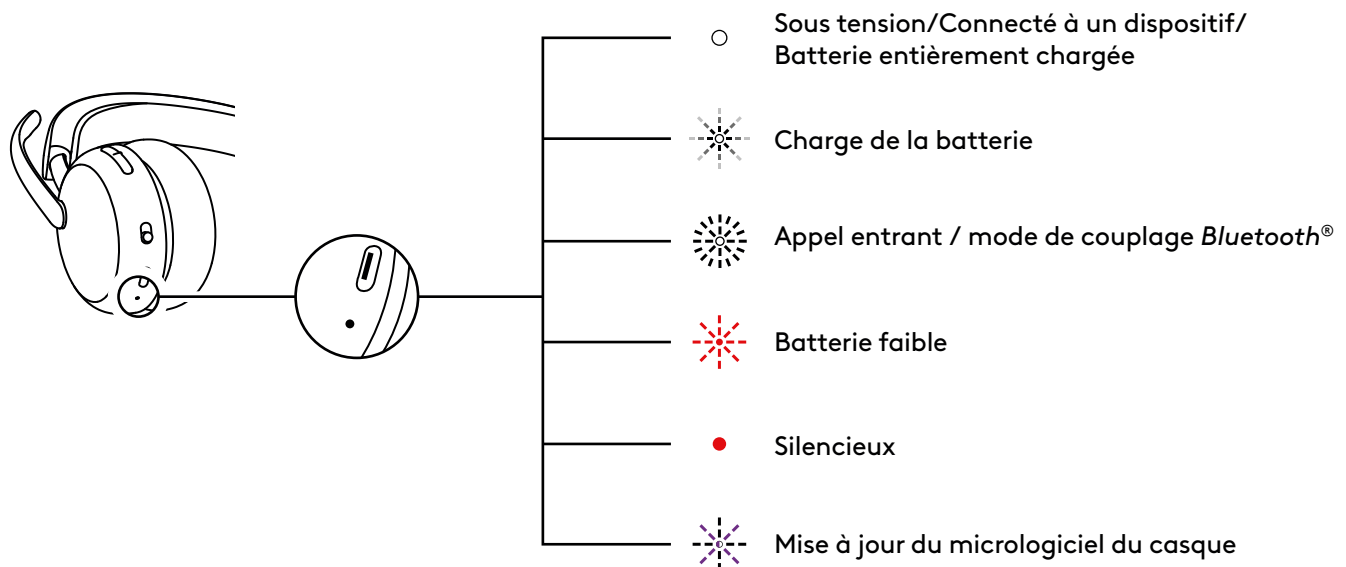 Sous tension/Connecté à un dispositif/
Batterie entièrement chargée
Charge de la batterie
Appel entrant / mode de couplage Bluetooth®
Batterie faible
Silencieux
Mise à jour du micrologiciel du casque